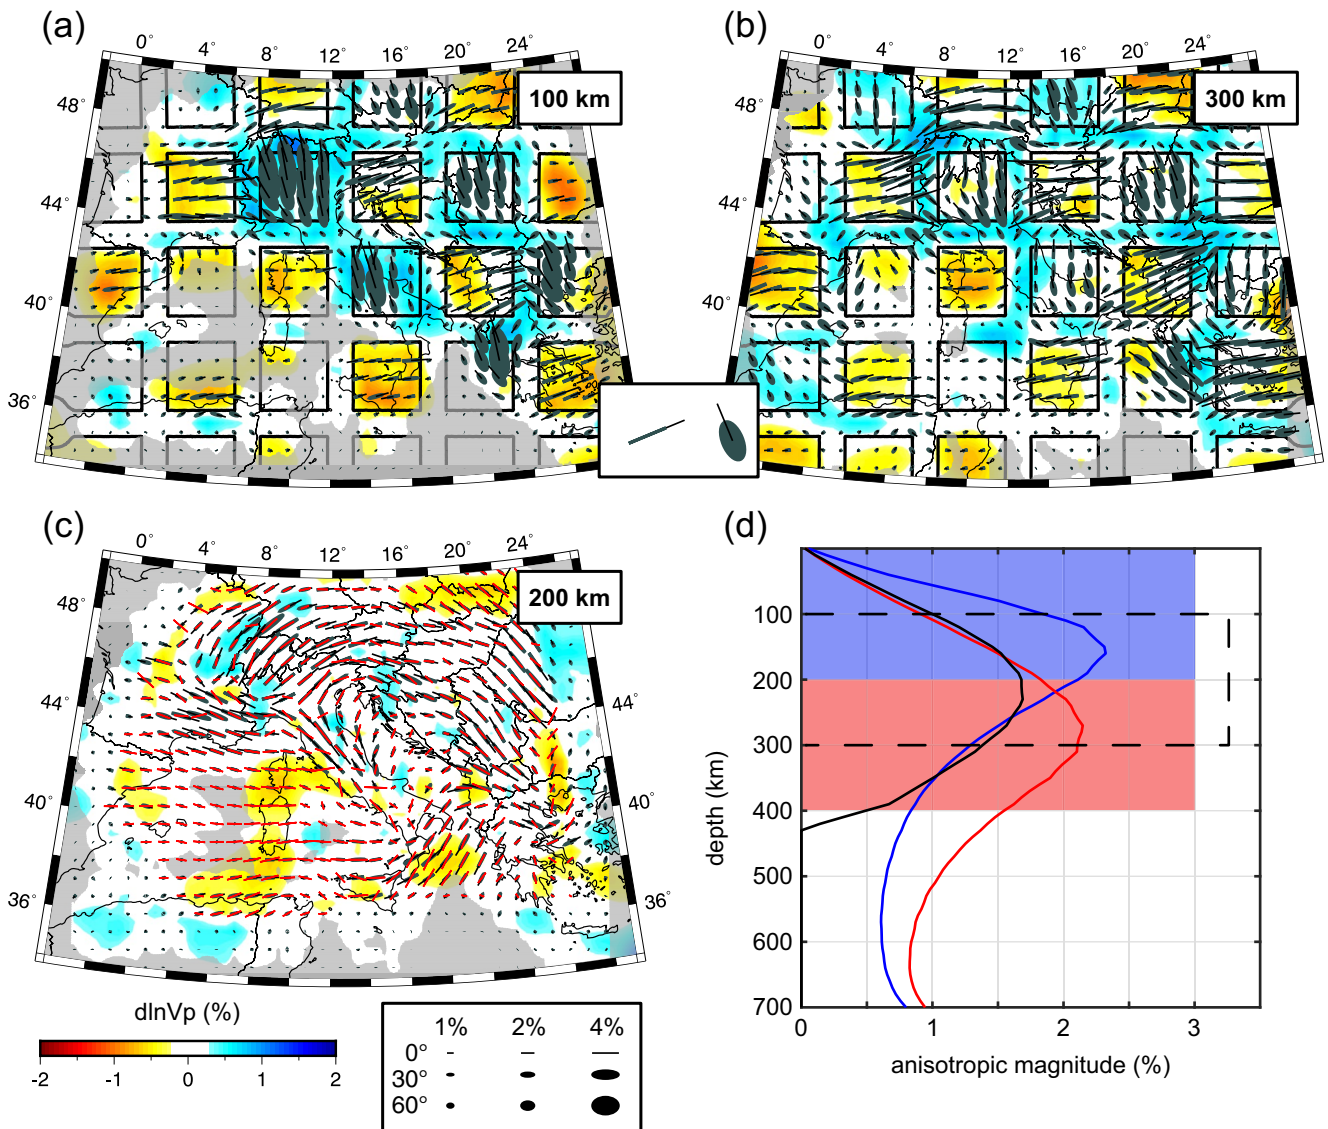 (a)
0° 4° 8° 12° 16° 20° 24°
48°
44°
40°
36°
100 km
(b)
0° 4° 8° 12° 16° 20° 24°
48°
44°
40°
300 km
(c)
0° 4° 8° 12° 16° 20° 24°
48°
44°
40°
36°
44°
40°
36°
200 km
dlnVp (%)
-2 -1 0 1 2
1% 2% 4%
0°
30°
60°
(d)
100
200
300
400
500
600
700
depth (km)
0 1 2 3
anisotropic magnitude (%)